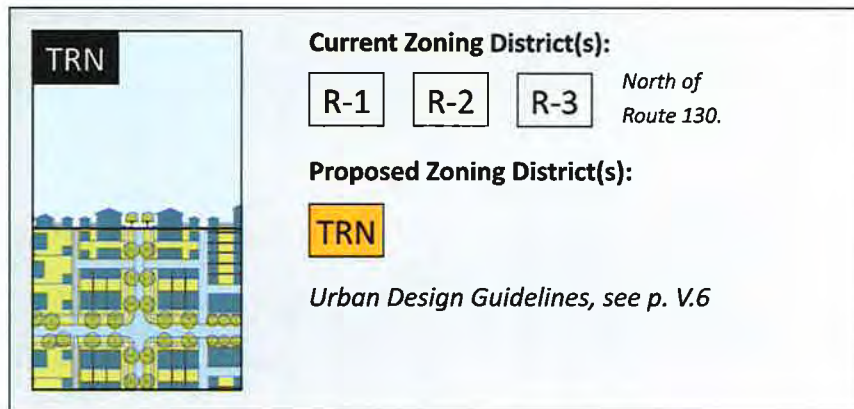 TRN
Current Zoning District(s):
R-1 R-2 R-3 North of
Route 130.
Proposed Zoning District(s):
TRN
Urban Design Guidelines, see p. V.6